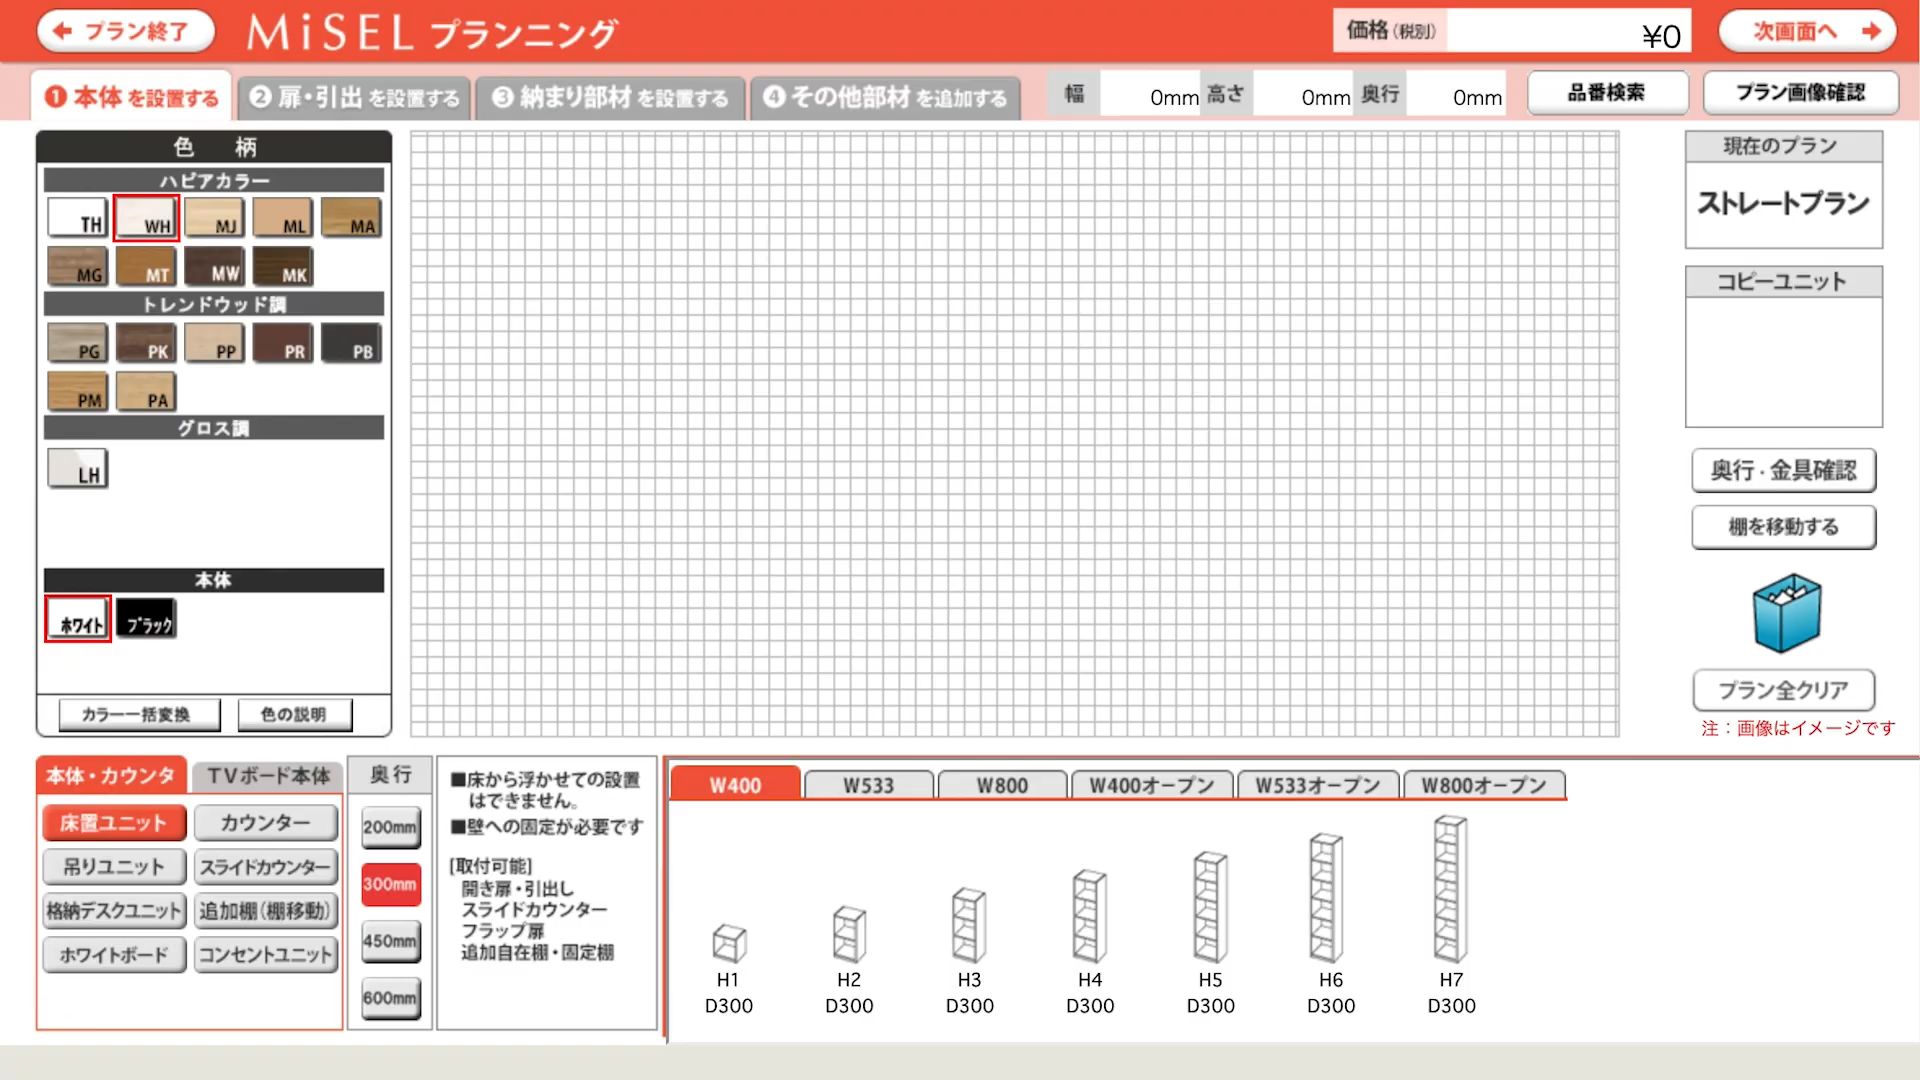 プラン終了
MiSEL プランニング
価格(税別)
¥0
次画面へ
❶本体を設置する
❷扉・引出を設置する
❸納まり部材を設置する
❹その他部材を追加する
幅 0mm 高さ 0mm 奥行 0mm
品番検索
プラン画像確認
色 柄
ハピアカラー
TH WH MJ ML MA
MG MT MW MK
トレンドウッド調
PG PK PP PR PB
PM PA
グロス調
LH
本体
ホワイト ブラック
カラー一括変換
色の説明
現在のプラン
ストレートプラン
コピーユニット
奥行・金具確認
棚を移動する
プラン全クリア
注：画像はイメージです
本体・カウンタ
TVボード本体
床置ユニット カウンター
吊りユニット スライドカウンター
格納デスクユニット 追加棚(棚移動)
ホワイトボード コンセントユニット
奥行
200mm
300mm
450mm
600mm
■床から浮かせての設置
はできません。
■壁への固定が必要です
[取付可能]
開き扉・引出し
スライドカウンター
フラップ扉
追加自在棚・固定棚
W400 W533 W800 W400オープン W533オープン W800オープン
H1 H2 H3 H4 H5 H6 H7
D300 D300 D300 D300 D300 D300 D300